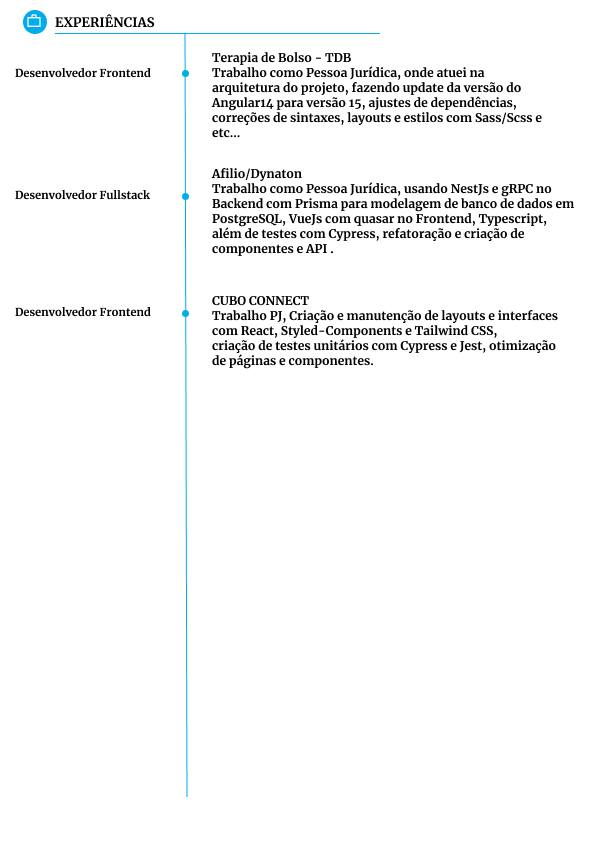 EXPERIÊNCIAS
Desenvolvedor Frontend
Terapia de Bolso - TDB
Trabalho como Pessoa Jurídica, onde atuei na
arquitetura do projeto, fazendo update da versão do
Angular14 para versão 15, ajustes de dependências,
correções de sintaxes, layouts e estilos com Sass/Scss e
etc...
Desenvolvedor Fullstack
Afilio/Dynaton
Trabalho como Pessoa Jurídica, usando NestJs e gRPC no
Backend com Prisma para modelagem de banco de dados em
PostgreSQL, VueJs com quasar no Frontend, Typescript,
além de testes com Cypress, refatoração e criação de
componentes e API .
Desenvolvedor Frontend
CUBO CONNECT
Trabalho PJ, Criação e manutenção de layouts e interfaces
com React, Styled-Components e Tailwind CSS,
criação de testes unitários com Cypress e Jest, otimização
de páginas e componentes.